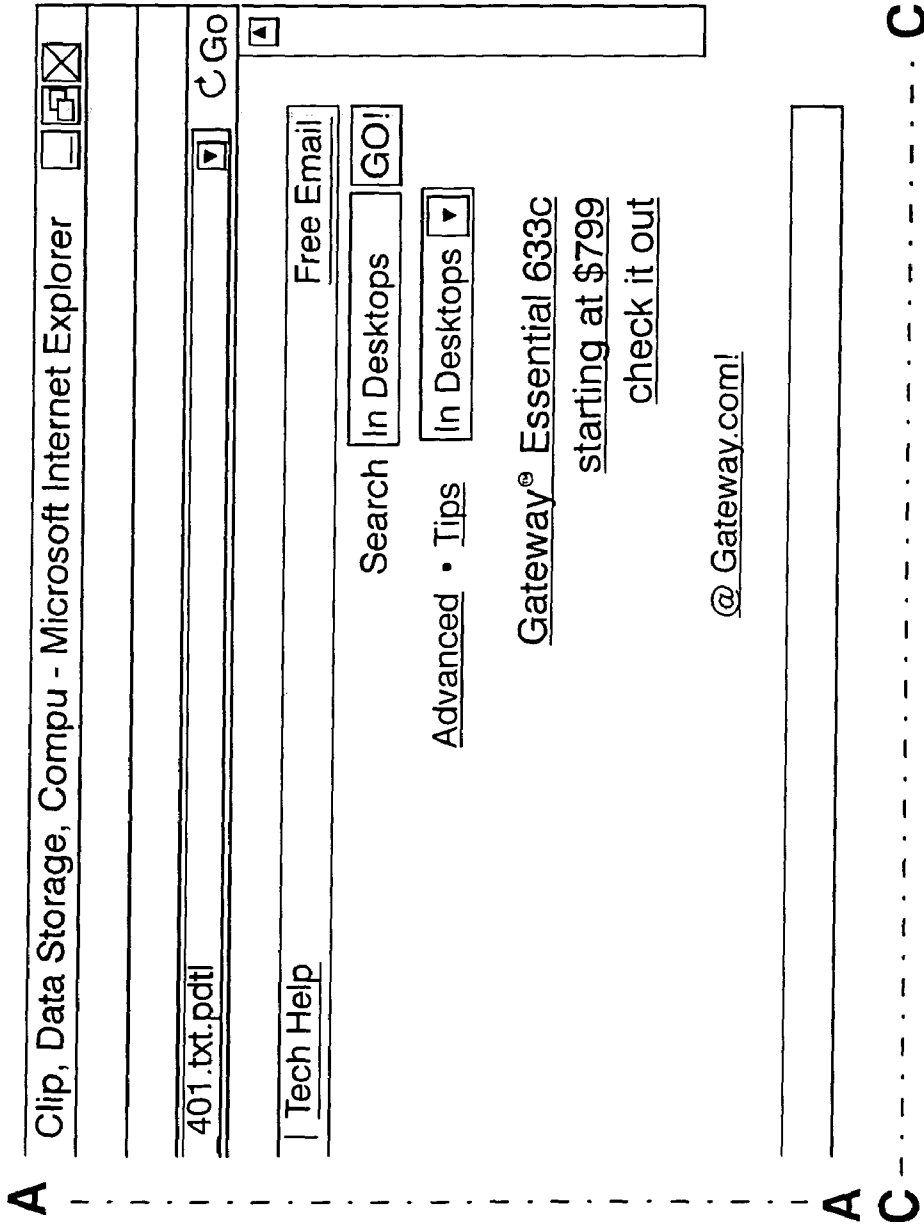 Clip, Data Storage, Compu - Microsoft Internet Explorer
401.txt.pdtl
Go
| Tech Help
Free Email
Search In Desktops GO!
Advanced • Tips In Desktops
Gateway® Essential 633c
starting at $799
check it out
@ Gateway.com!
A
A
C
C